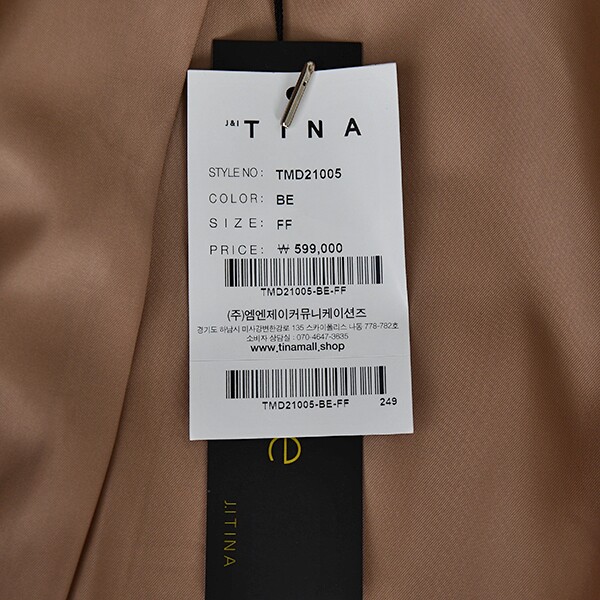 J&I TINA
STYLE NO : TMD21005
COLOR: BE
SIZE: FF
PRICE: ₩ 599,000
TMD21005-BE-FF
(주)엠엔제이커뮤니케이션즈
경기도 하남시 미사강변한강로 135 스카이폴리스 나동 778-782호
소비자 상담실 : 070-4647-3635
www.tinamall.shop
TMD21005-BE-FF 249
e
J.ITINA